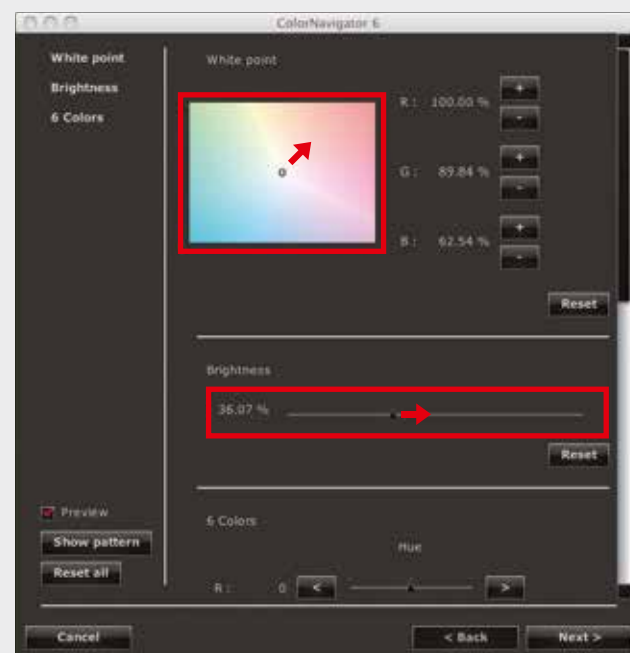 ColorNavigator 6
White point
Brightness
6 Colors
White point
R : 100.00 %
+
-
G : 89.84 %
+
-
B : 62.54 %
+
-
Reset
Brightness
36.07 %
Reset
6 Colors
Hue
R : 0 < >
Preview
Show pattern
Reset all
Cancel
< Back
Next >